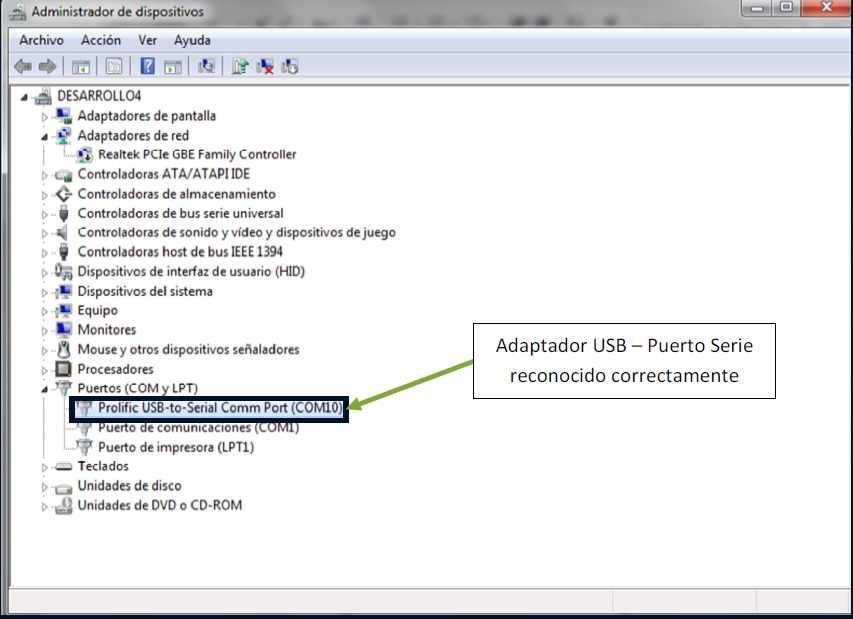 Administrador de dispositivos
Archivo Acción Ver Ayuda
DESARROLLO4
Adaptadores de pantalla
Adaptadores de red
Realtek PCIe GBE Family Controller
Controladoras ATA/ATAPI IDE
Controladoras de almacenamiento
Controladoras de bus serie universal
Controladoras de sonido y vídeo y dispositivos de juego
Controladoras host de bus IEEE 1394
Dispositivos de interfaz de usuario (HID)
Dispositivos del sistema
Equipo
Monitores
Mouse y otros dispositivos señaladores
Procesadores
Puertos (COM y LPT)
Prolific USB-to-Serial Comm Port (COM10)
Puerto de comunicaciones (COM1)
Puerto de impresora (LPT1)
Teclados
Unidades de disco
Unidades de DVD o CD-ROM
Adaptador USB – Puerto Serie
reconocido correctamente